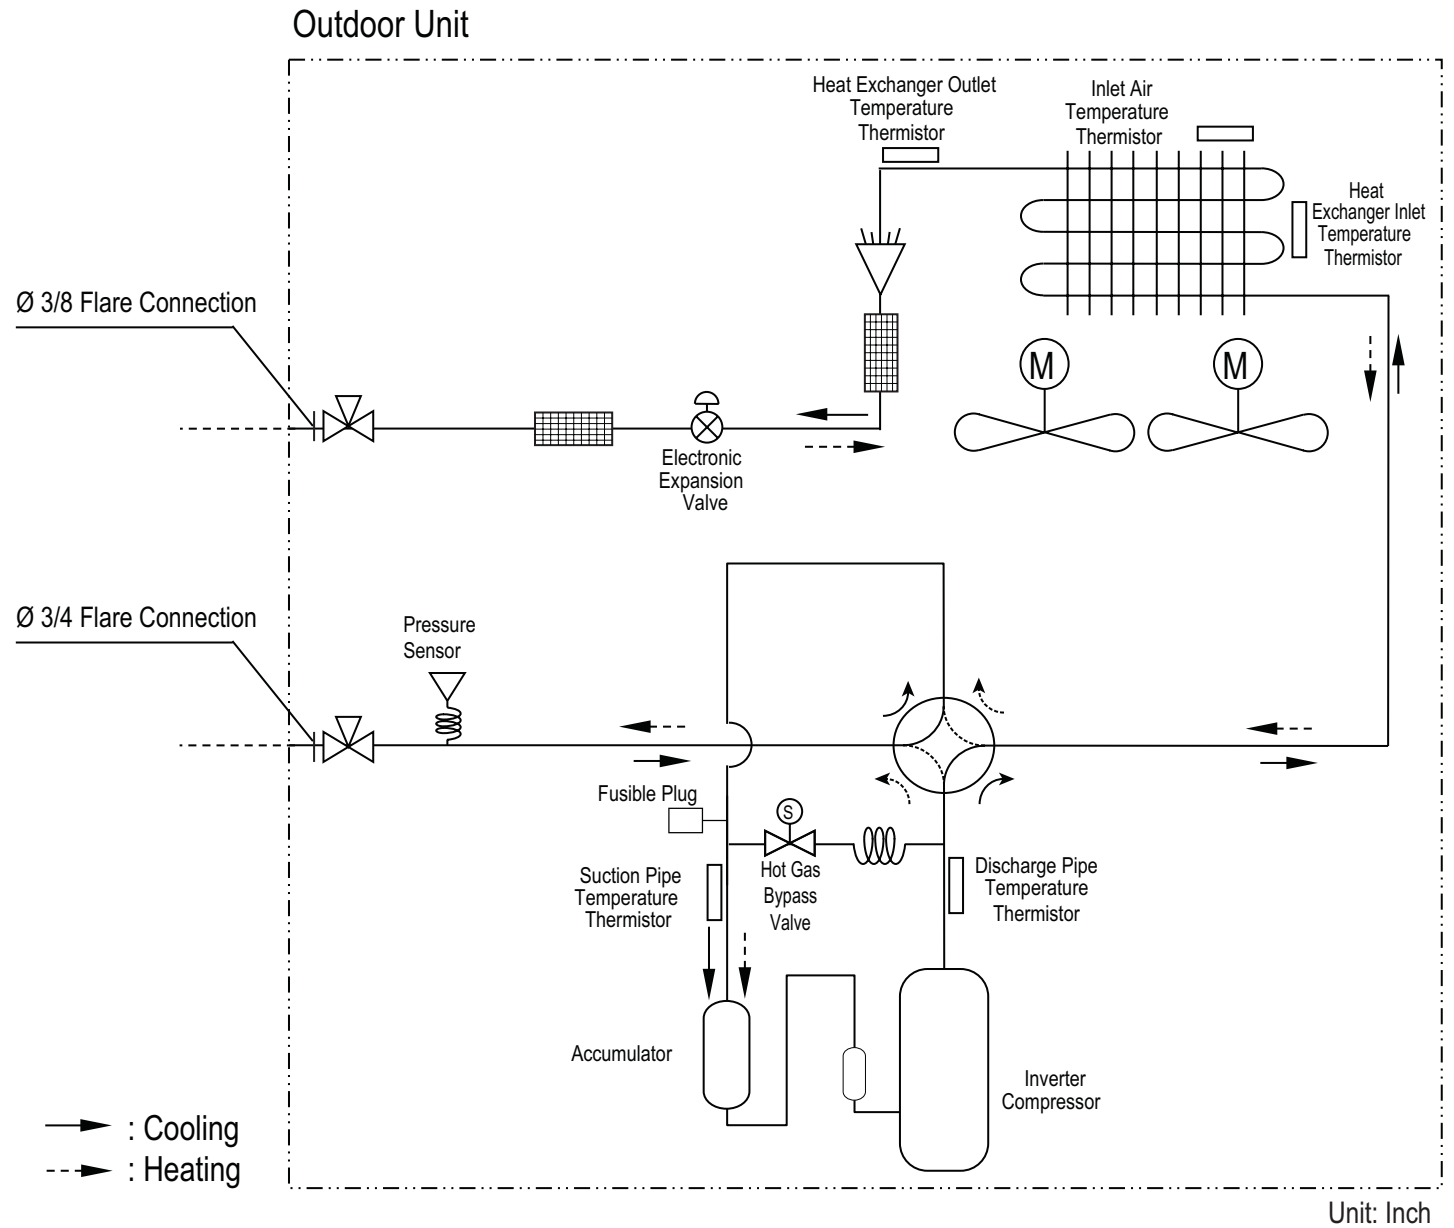 Outdoor Unit
Heat Exchanger Outlet
Temperature
Thermistor
Inlet Air
Temperature
Thermistor
Heat
Exchanger Inlet
Temperature
Thermistor
Ø 3/8 Flare Connection
M
M
Electronic
Expansion
Valve
Ø 3/4 Flare Connection
Pressure
Sensor
Fusible Plug
S
Hot Gas
Bypass
Valve
Suction Pipe
Temperature
Thermistor
Discharge Pipe
Temperature
Thermistor
Accumulator
Inverter
Compressor
: Cooling
: Heating
Unit: Inch